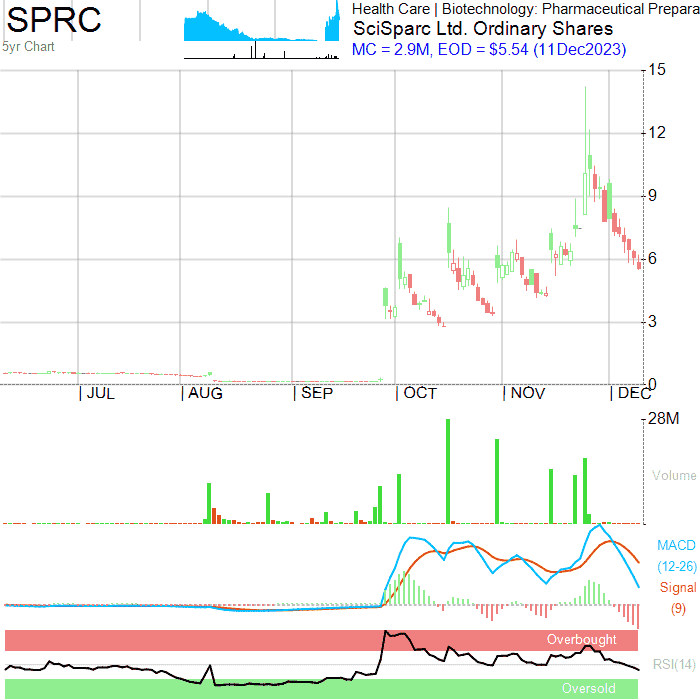 SPRC
5yr Chart
Health Care | Biotechnology: Pharmaceutical Prepara
SciSparc Ltd. Ordinary Shares
MC = 2.9M, EOD = $5.54 (11Dec2023)
15
12
9
6
3
0
JUL AUG SEP OCT NOV DEC
28M
Volume
MACD
(12-26)
Signal
(9)
Overbought
RSI(14)
Oversold